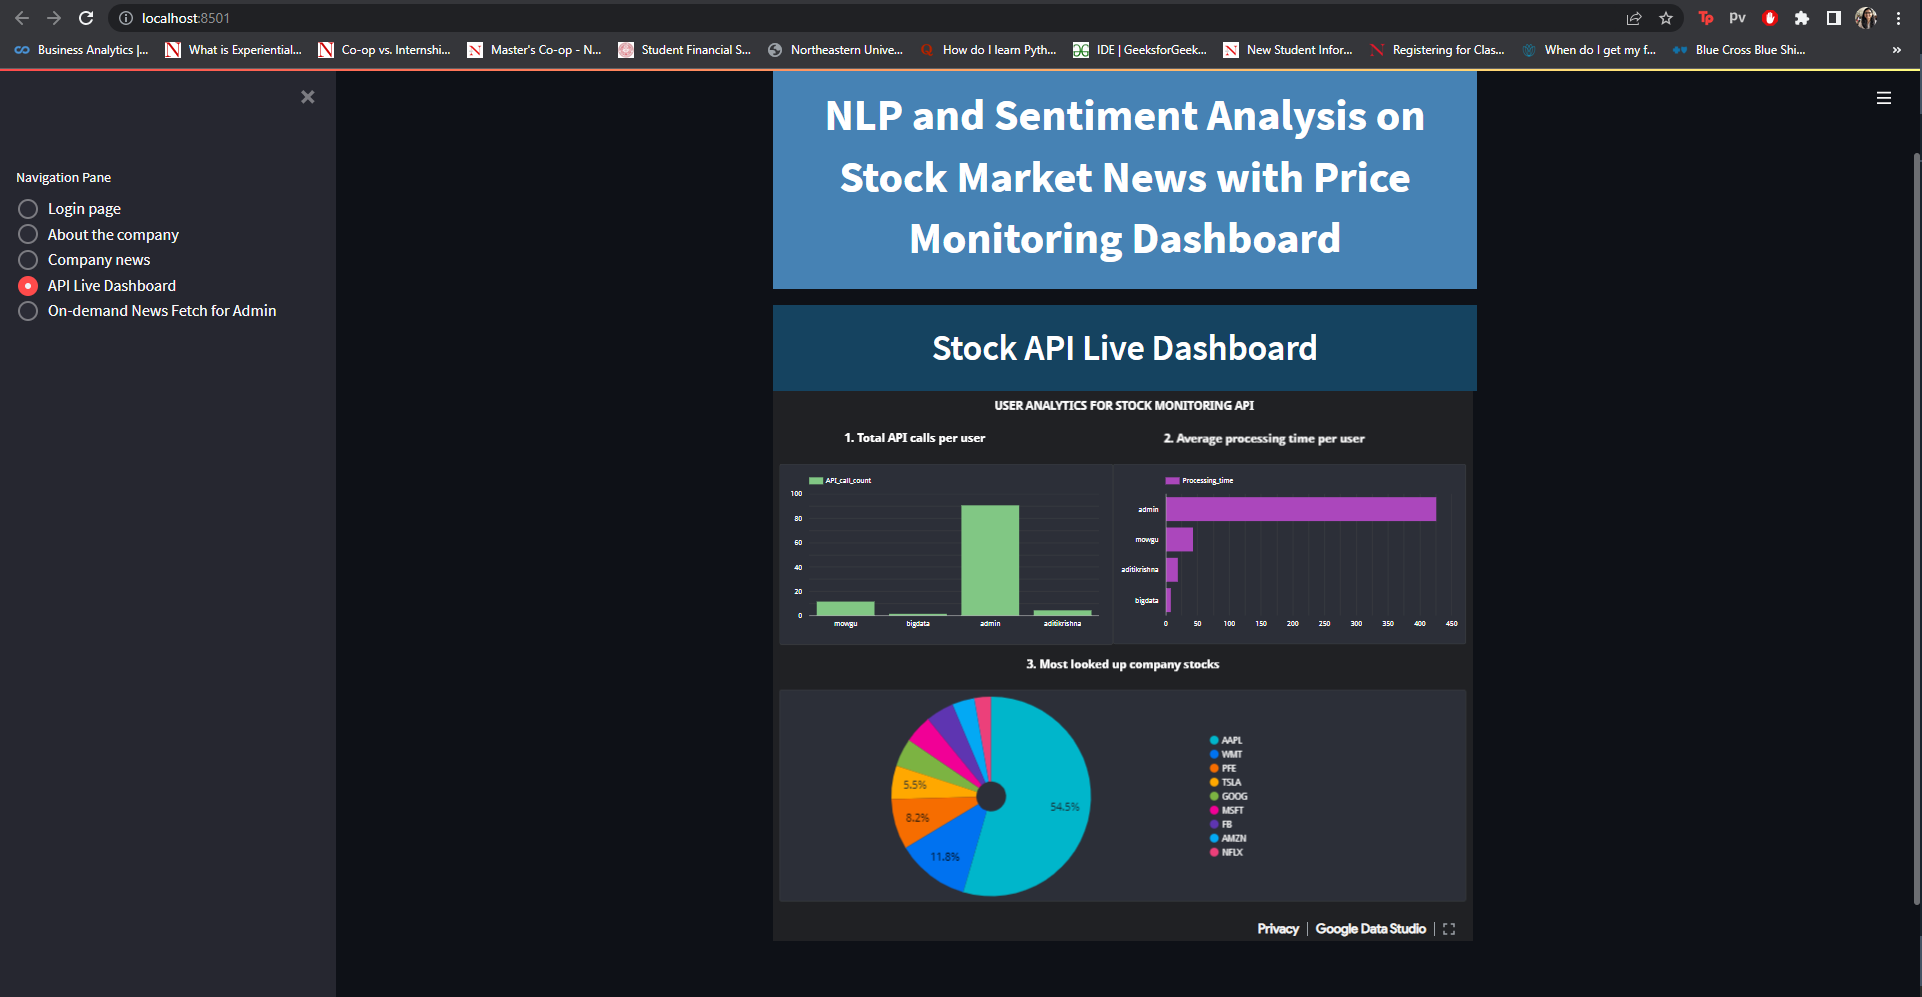 localhost:8501
Tp
Pv
Business Analytics |...
What is Experiential...
Co-op vs. Internshi...
Master's Co-op - N...
Student Financial S...
Northeastern Unive...
How do I learn Pyth...
IDE | GeeksforGeek...
New Student Infor...
Registering for Clas...
When do I get my f...
Blue Cross Blue Shi...
»
Navigation Pane
Login page
About the company
Company news
API Live Dashboard
On-demand News Fetch for Admin
NLP and Sentiment Analysis on
Stock Market News with Price
Monitoring Dashboard
Stock API Live Dashboard
USER ANALYTICS FOR STOCK MONITORING API
1. Total API calls per user
API_call_count
100
80
60
40
20
0
mowgu
bigdata
admin
aditikrishna
2. Average processing time per user
Processing_time
admin
mowgu
aditikrishna
bigdata
0 50 100 150 200 250 300 350 400 450
3. Most looked up company stocks
5.5%
8.2%
11.8%
54.5%
AAPL
WMT
PFE
TSLA
GOOG
MSFT
FB
AMZN
NFLX
Privacy | Google Data Studio |